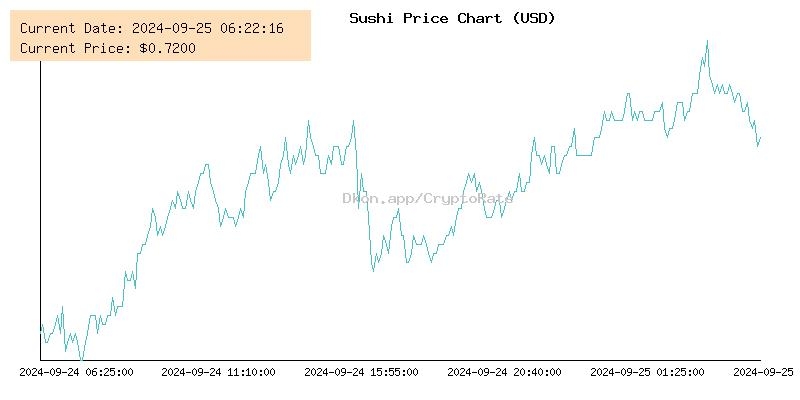 Sushi Price Chart (USD)
Current Date: 2024-09-25 06:22:16
Current Price: $0.7200
Dkon.app/CryptoRate
2024-09-24 06:25:00
2024-09-24 11:10:00
2024-09-24 15:55:00
2024-09-24 20:40:00
2024-09-25 01:25:00
2024-09-25